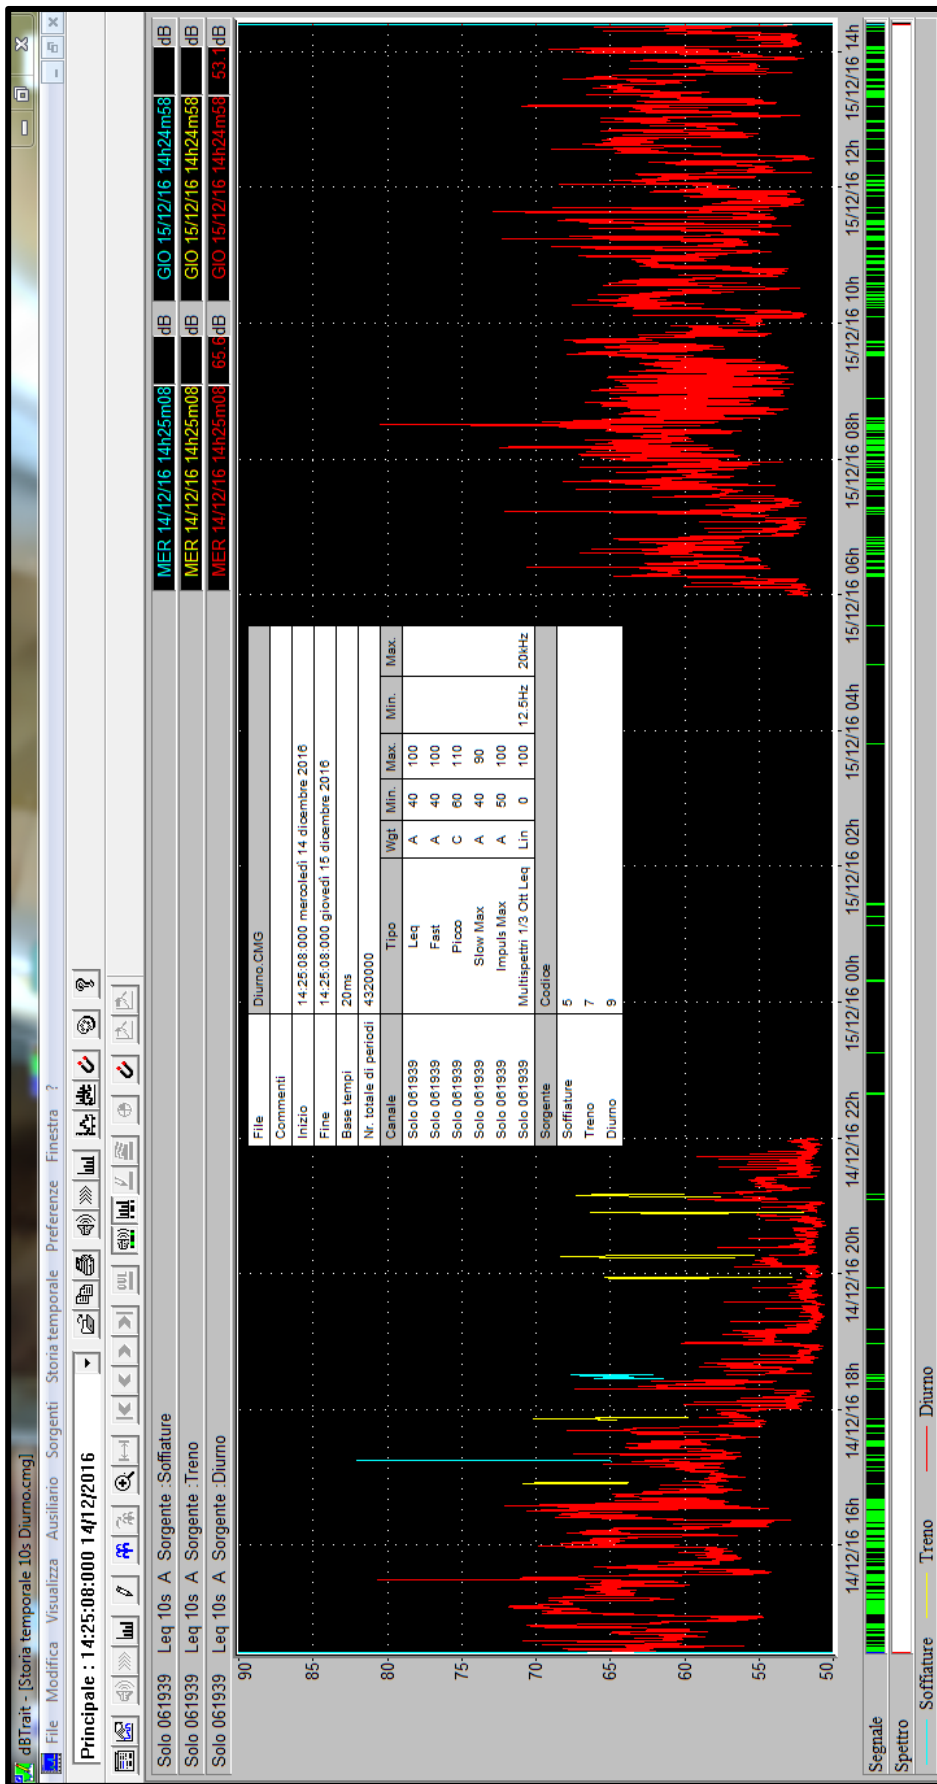 dBTrait - [Storia temporale 10s Diurno.cmg]
File Modifica Visualizza Ausiliario Sorgenti Storia temporale Preferenze Finestra ?
Principale : 14:25:08:000 14/12/2016
Solo 061939 Leq 10s A Sorgente :Soffiature MER 14/12/16 14h25m08 dB GIO 15/12/16 14h24m58 dB
Solo 061939 Leq 10s A Sorgente :Treno MER 14/12/16 14h25m08 dB GIO 15/12/16 14h24m58 dB
Solo 061939 Leq 10s A Sorgente :Diurno MER 14/12/16 14h25m08 65.6 dB GIO 15/12/16 14h24m58 53.1 dB
90
85
80
75
70
65
60
55
50
File Diurno.CMG
Commenti
Inizio 14:25:08:000 mercoledì 14 dicembre 2016
Fine 14:25:08:000 giovedì 15 dicembre 2016
Base tempi 20ms
Nr. totale di periodi 4320000
Canale Tipo Wgt Min. Max. Min. Max.
Solo 061939 Leq A 40 100
Solo 061939 Fast A 40 100
Solo 061939 Picco C 60 110
Solo 061939 Slow Max A 40 90
Solo 061939 Impuls Max A 50 100
Solo 061939 Multispettri 1/3 Ott Leq Lin 0 100 12.5Hz 20kHz
Sorgente Codice
Soffiature 5
Treno 7
Diurno 9
14/12/16 16h 14/12/16 18h 14/12/16 20h 14/12/16 22h 15/12/16 00h 15/12/16 02h 15/12/16 04h 15/12/16 06h 15/12/16 08h 15/12/16 10h 15/12/16 12h 15/12/16 14h
Segnale
Spettro
Soffiature Treno Diurno